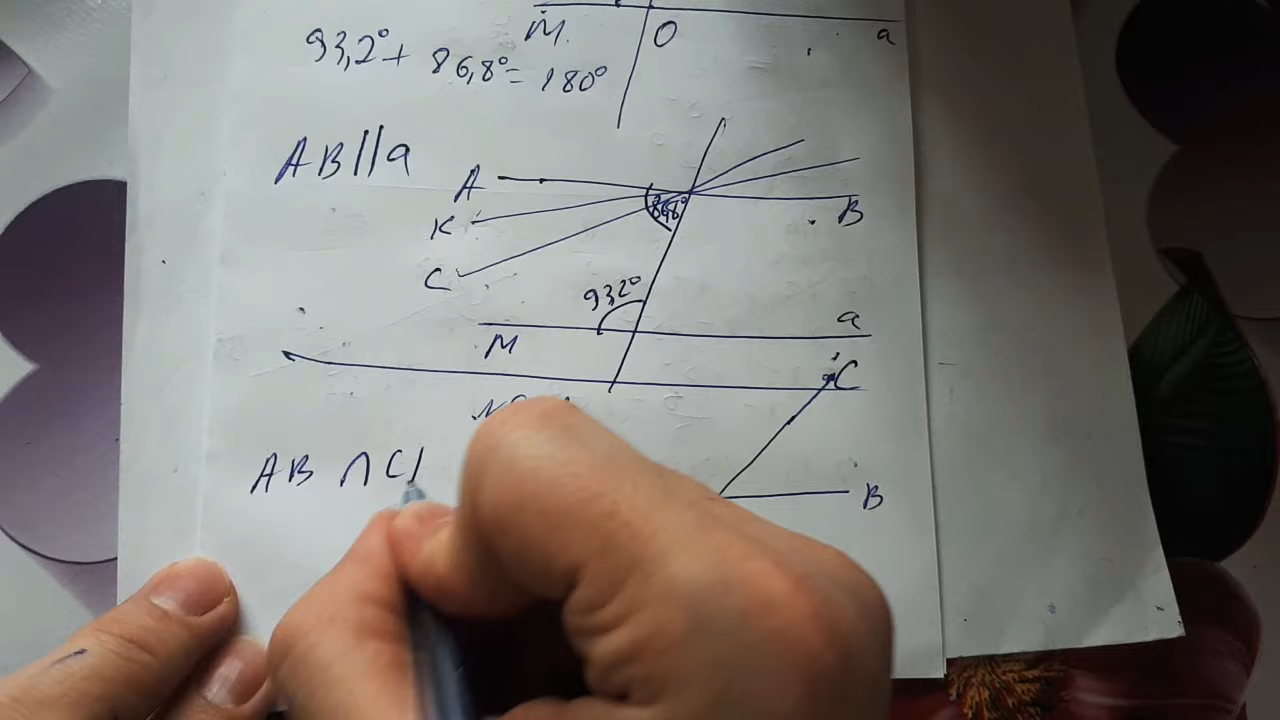 M. O a
93,2° + 86,8° = 180°
AB || a
A
K
B
86,8°
C
93,2°
a
M
C
AB ∩ C
B